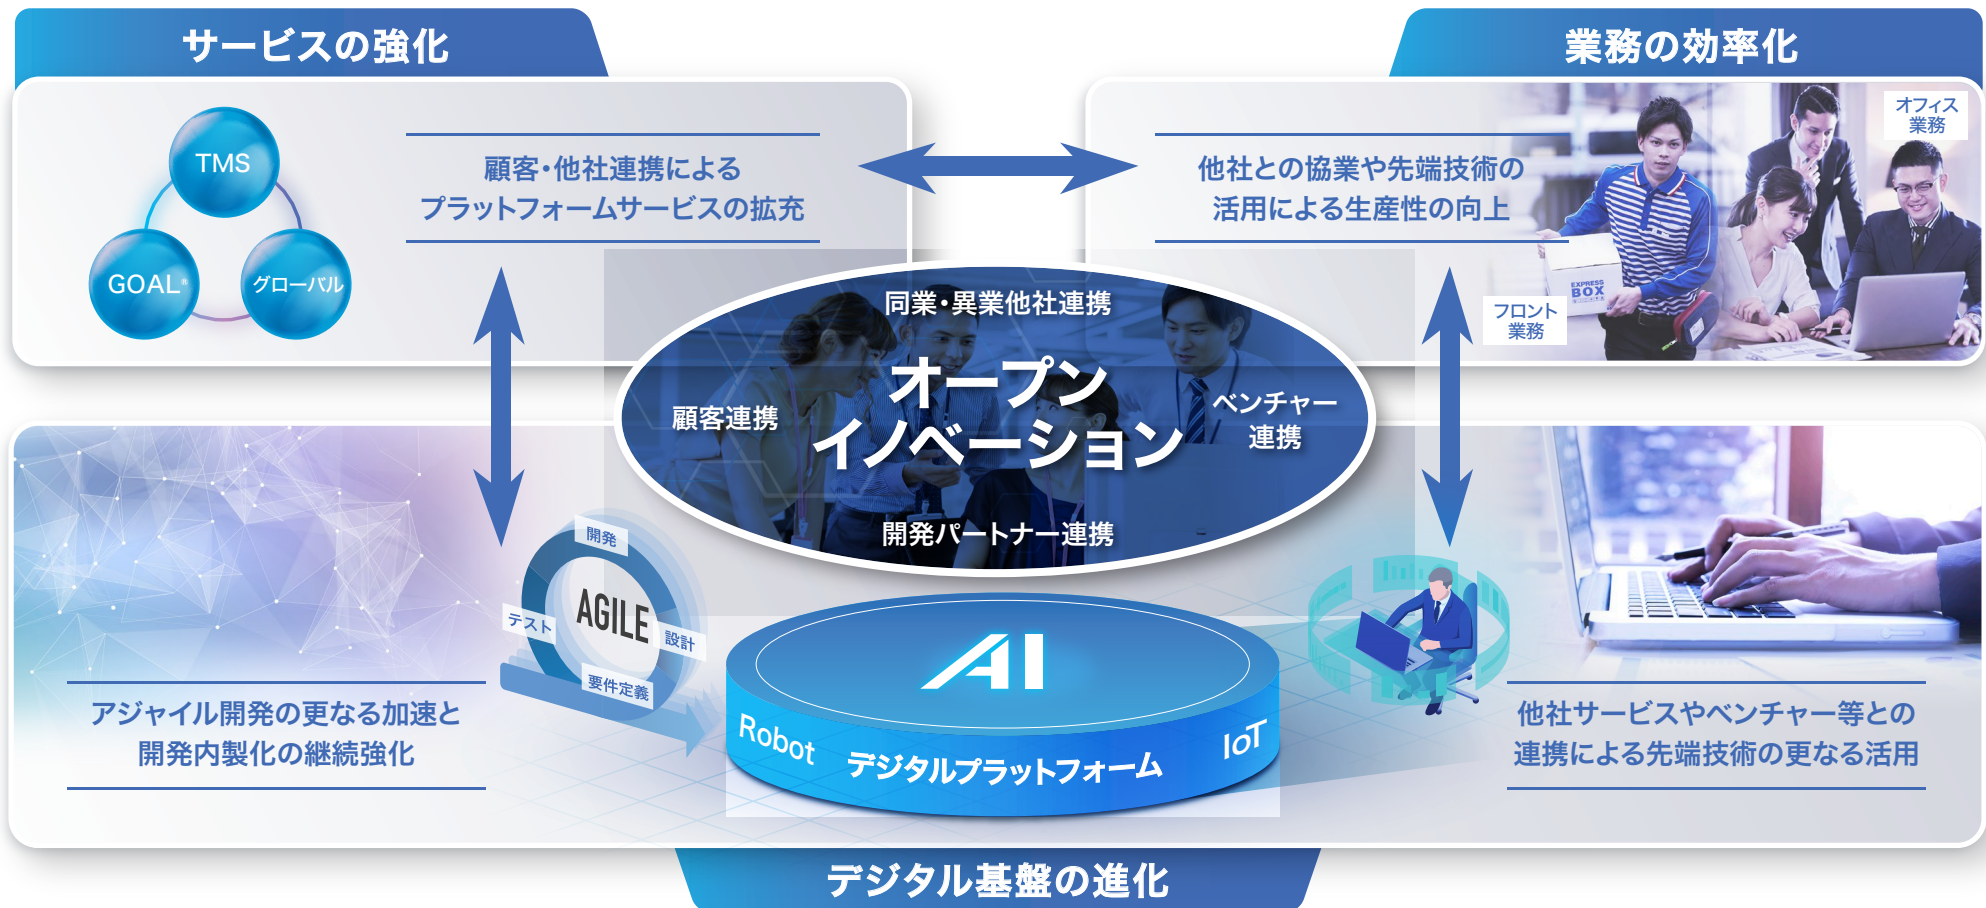 サービスの強化
業務の効率化
TMS
GOAL®
グローバル
顧客・他社連携による
プラットフォームサービスの拡充
他社との協業や先端技術の
活用による生産性の向上
オフィス
業務
フロント
業務
EXPRESS
BOX
同業・異業他社連携
オープン
イノベーション
顧客連携
ベンチャー
連携
開発パートナー連携
開発
テスト
AGILE
設計
要件定義
アジャイル開発の更なる加速と
開発内製化の継続強化
AI
Robot
デジタルプラットフォーム
IoT
他社サービスやベンチャー等との
連携による先端技術の更なる活用
デジタル基盤の進化